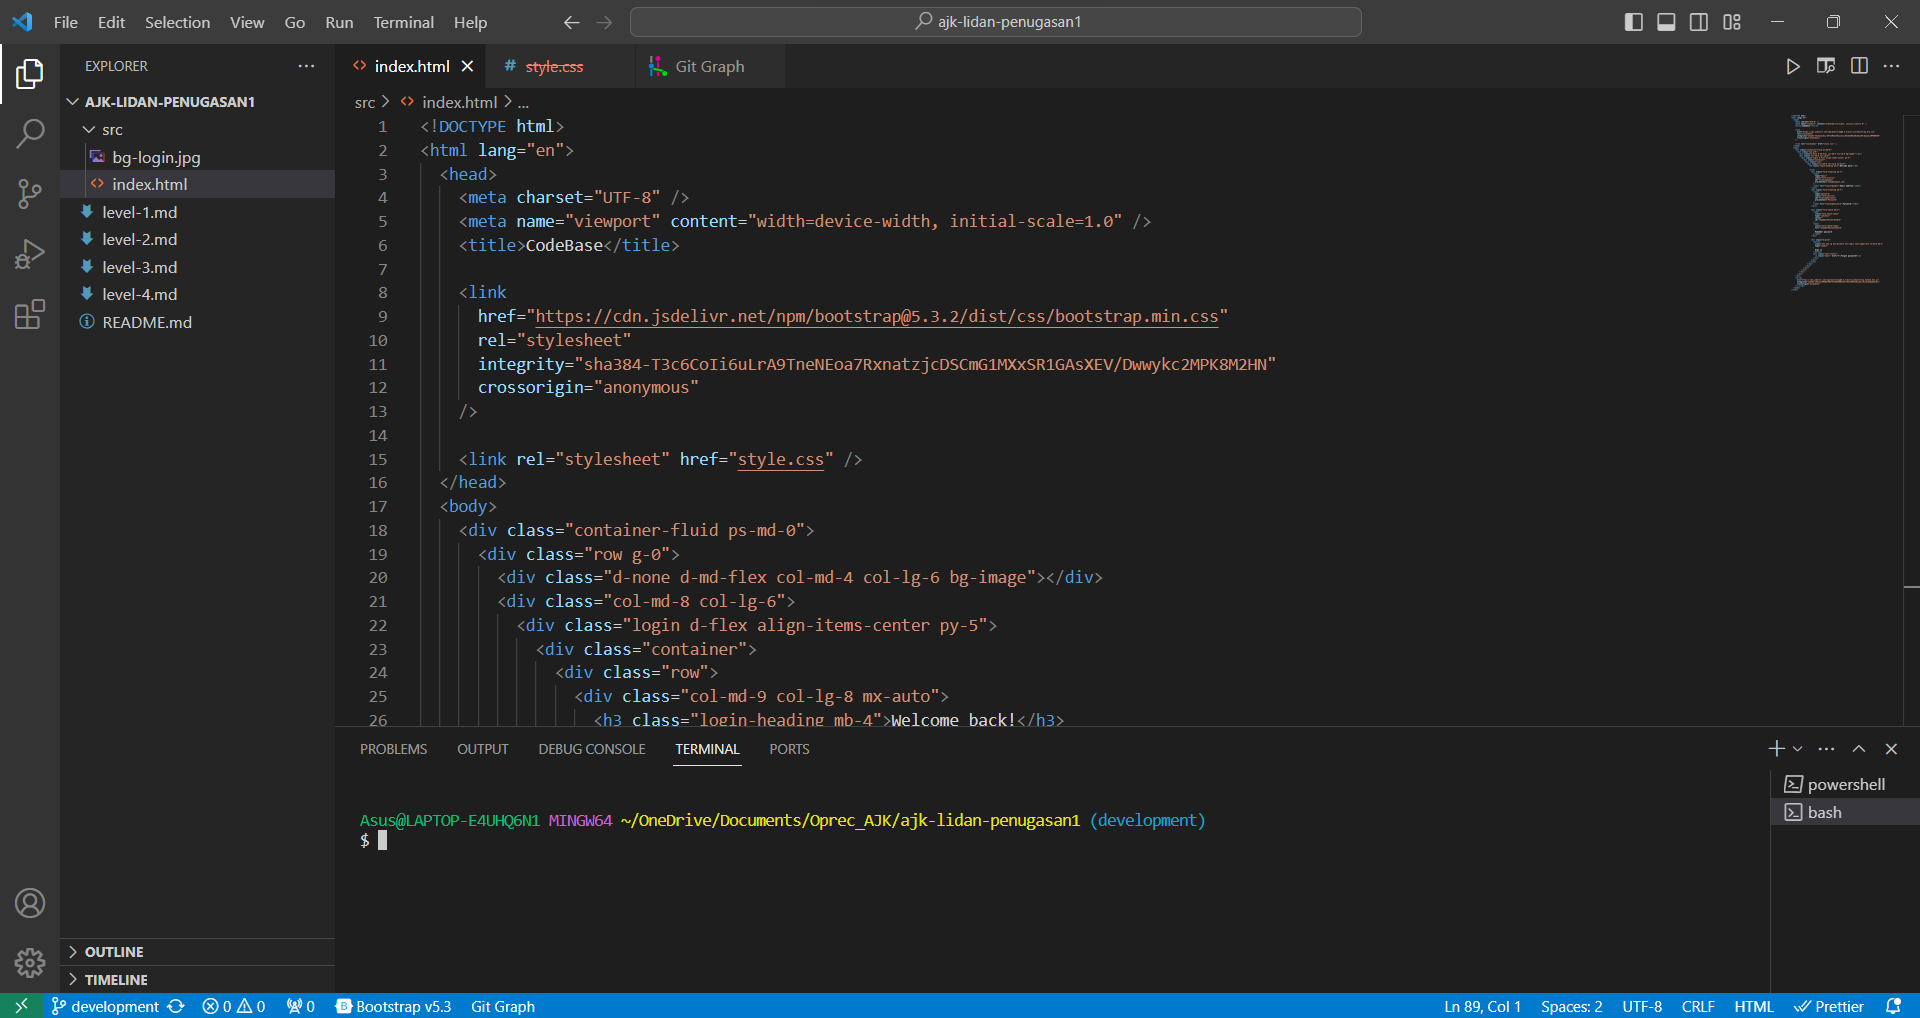 File Edit Selection View Go Run Terminal Help
ajk-lidan-penugasan1
EXPLORER
AJK-LIDAN-PENUGASAN1
src
bg-login.jpg
index.html
level-1.md
level-2.md
level-3.md
level-4.md
README.md
OUTLINE
TIMELINE
index.html # style.css Git Graph
src > index.html > ...
1 <!DOCTYPE html>
2 <html lang="en">
3 <head>
4 <meta charset="UTF-8" />
5 <meta name="viewport" content="width=device-width, initial-scale=1.0" />
6 <title>CodeBase</title>
7
8 <link
9 href="https://cdn.jsdelivr.net/npm/bootstrap@5.3.2/dist/css/bootstrap.min.css"
10 rel="stylesheet"
11 integrity="sha384-T3c6CoIi6uLrA9TneNEoa7RxnatzjcDSCmG1MXxSR1GAsXEV/Dwwykc2MPK8M2HN"
12 crossorigin="anonymous"
13 />
14
15 <link rel="stylesheet" href="style.css" />
16 </head>
17 <body>
18 <div class="container-fluid ps-md-0">
19 <div class="row g-0">
20 <div class="d-none d-md-flex col-md-4 col-lg-6 bg-image"></div>
21 <div class="col-md-8 col-lg-6">
22 <div class="login d-flex align-items-center py-5">
23 <div class="container">
24 <div class="row">
25 <div class="col-md-9 col-lg-8 mx-auto">
26 <h3 class="login-heading mb-4">Welcome back!</h3>
PROBLEMS OUTPUT DEBUG CONSOLE TERMINAL PORTS
Asus@LAPTOP-E4UHQ6N1 MINGW64 ~/OneDrive/Documents/Oprec_AJK/ajk-lidan-penugasan1 (development)
$
powershell
bash
development 0 0 0 B Bootstrap v5.3 Git Graph
Ln 89, Col 1 Spaces: 2 UTF-8 CRLF HTML Prettier